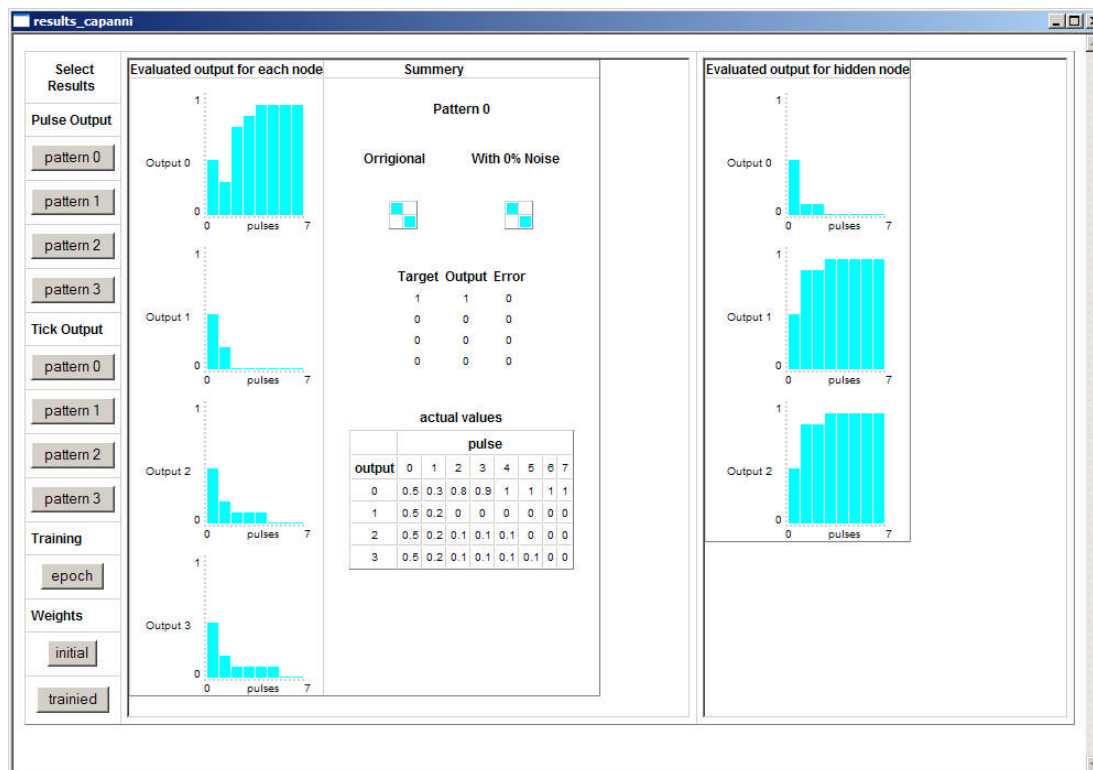 results_capanni
Select
Results
Pulse Output
pattern 0
pattern 1
pattern 2
pattern 3
Tick Output
pattern 0
pattern 1
pattern 2
pattern 3
Training
epoch
Weights
initial
trainied
Evaluated output for each node
1
Output 0
0
0 pulses 7
1
Output 1
0
0 pulses 7
1
Output 2
0
0 pulses 7
1
Output 3
0
0 pulses 7
Summery
Pattern 0
Orrigional With 0% Noise
Target Output Error
1 1 0
0 0 0
0 0 0
0 0 0
actual values
pulse
output 0 1 2 3 4 5 6 7
0 0.5 0.3 0.8 0.9 1 1 1 1
1 0.5 0.2 0 0 0 0 0 0
2 0.5 0.2 0.1 0.1 0.1 0 0 0
3 0.5 0.2 0.1 0.1 0.1 0.1 0 0
Evaluated output for hidden node
1
Output 0
0
0 pulses 7
1
Output 1
0
0 pulses 7
1
Output 2
0
0 pulses 7